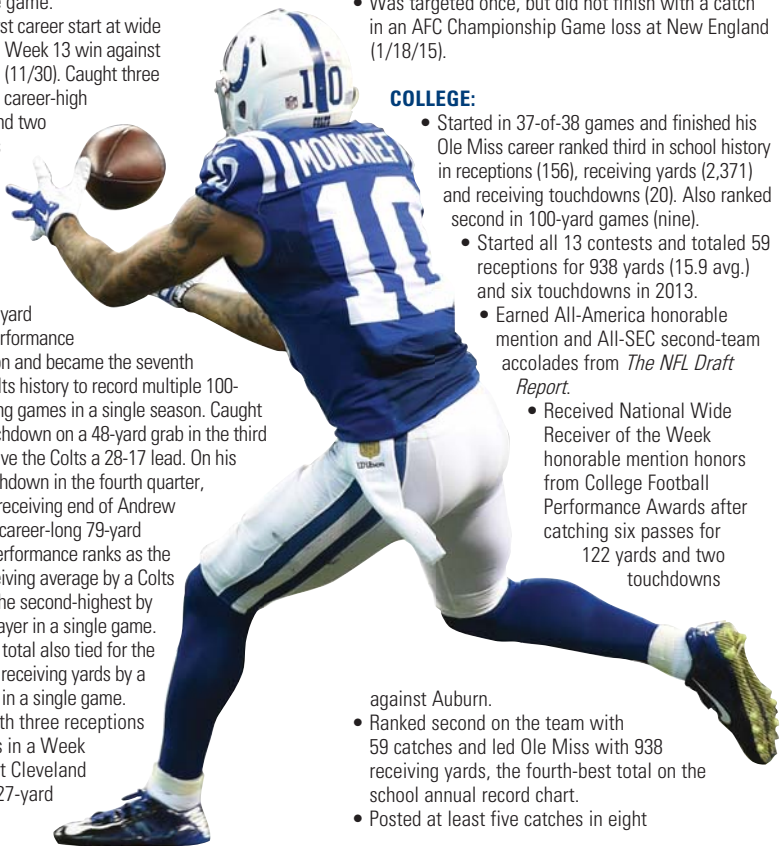 e game.
rst career start at wide
Week 13 win against
(11/30). Caught three
career-high
nd two
yard
rformance
on and became the seventh
lts history to record multiple 100-
ng games in a single season. Caught
chdown on a 48-yard grab in the third
ve the Colts a 28-17 lead. On his
hdown in the fourth quarter,
receiving end of Andrew
career-long 79-yard
erformance ranks as the
eiving average by a Colts
he second-highest by
ayer in a single game.
total also tied for the
receiving yards by a
in a single game.
th three receptions
s in a Week
t Cleveland
27-yard
10
MONCRIEF
10
• Was targeted once, but did not finish with a catch
in an AFC Championship Game loss at New England
(1/18/15).
COLLEGE:
• Started in 37-of-38 games and finished his
Ole Miss career ranked third in school history
in receptions (156), receiving yards (2,371)
and receiving touchdowns (20). Also ranked
second in 100-yard games (nine).
• Started all 13 contests and totaled 59
receptions for 938 yards (15.9 avg.)
and six touchdowns in 2013.
• Earned All-America honorable
mention and All-SEC second-team
accolades from The NFL Draft
Report.
• Received National Wide
Receiver of the Week
honorable mention honors
from College Football
Performance Awards after
catching six passes for
122 yards and two
touchdowns
against Auburn.
• Ranked second on the team with
59 catches and led Ole Miss with 938
receiving yards, the fourth-best total on the
school annual record chart.
• Posted at least five catches in eight